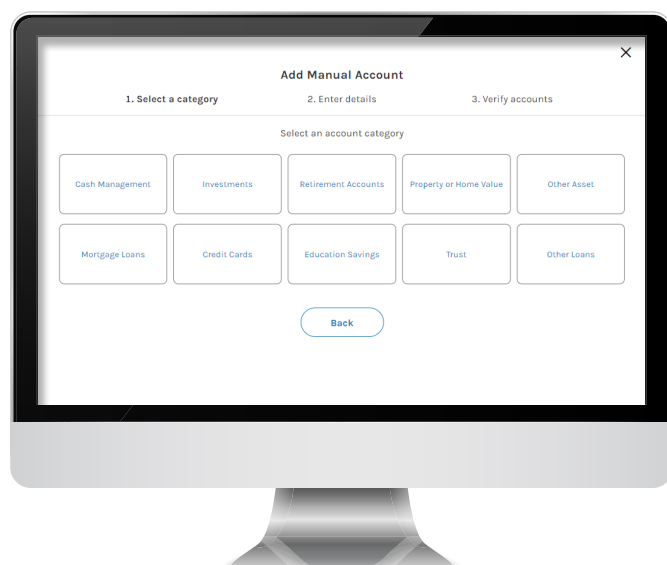 Add Manual Account
1. Select a category 2. Enter details 3. Verify accounts
Select an account category
Cash Management Investments Retirement Accounts Property or Home Value Other Asset
Mortgage Loans Credit Cards Education Savings Trust Other Loans
Back